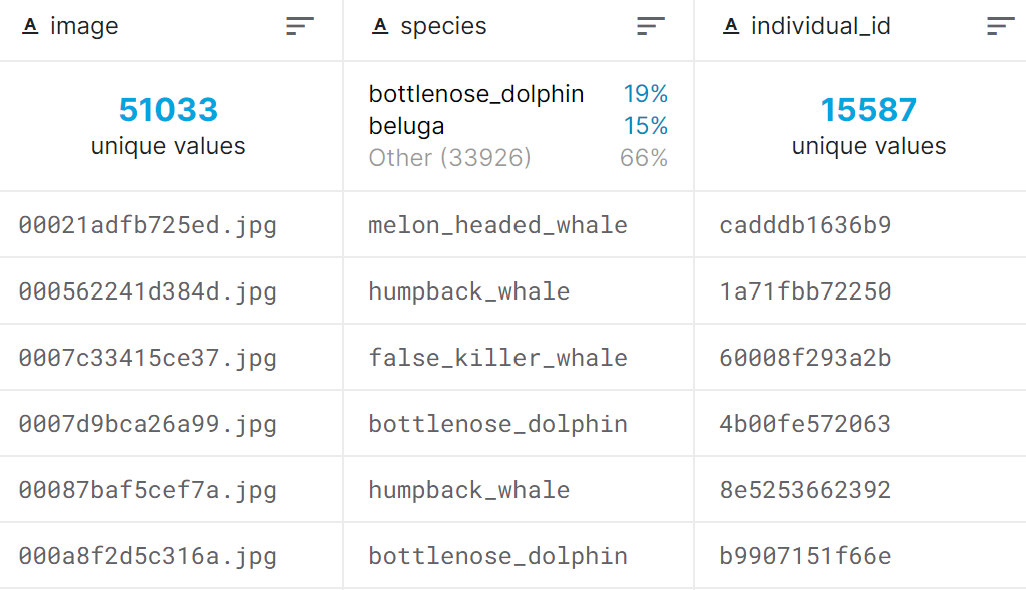 A image A species A individual_id
51033 unique values bottlenose_dolphin 19% beluga 15% Other (33926) 66% 15587 unique values
00021adfb725ed.jpg melon_headed_whale cadddb1636b9
000562241d384d.jpg humpback_whale 1a71fbb72250
0007c33415ce37.jpg false_killer_whale 60008f293a2b
0007d9bca26a99.jpg bottlenose_dolphin 4b00fe572063
00087baf5cef7a.jpg humpback_whale 8e5253662392
000a8f2d5c316a.jpg bottlenose_dolphin b9907151f66e